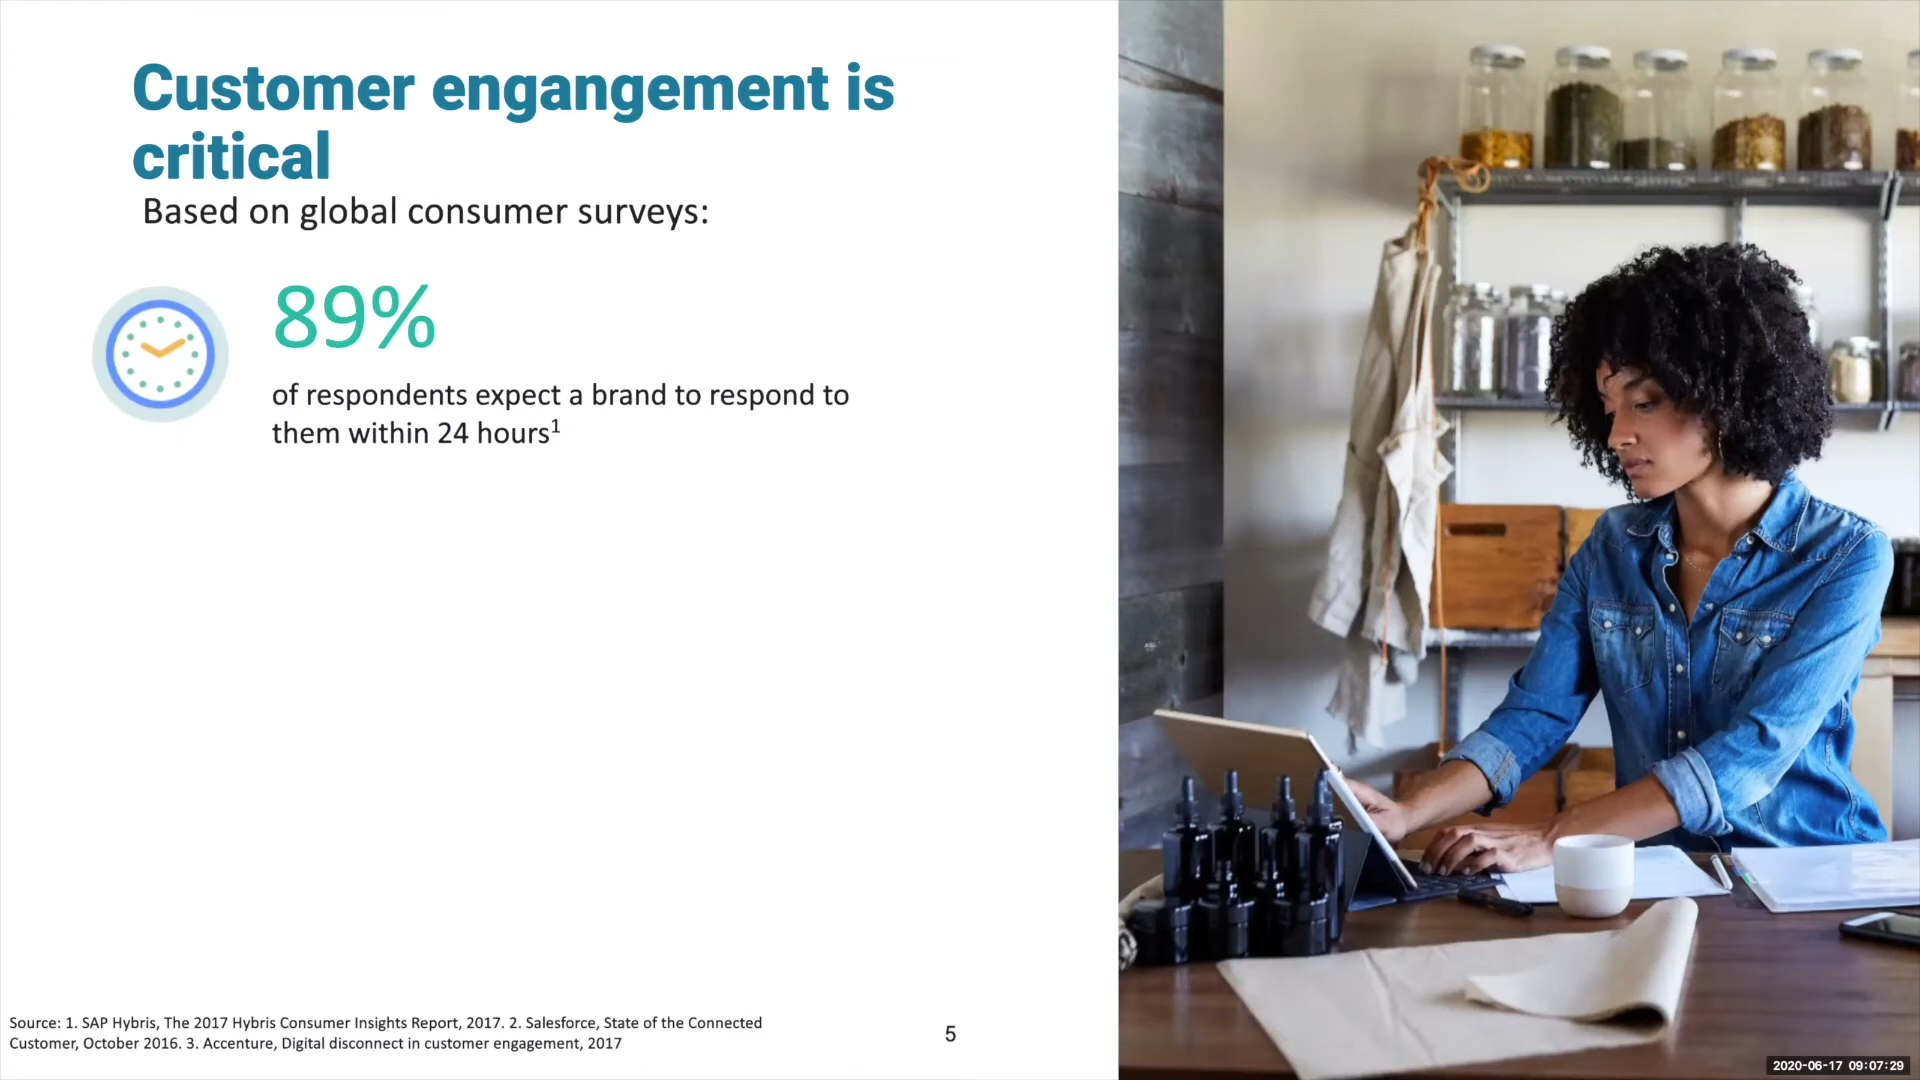 Customer engangement is
critical
Based on global consumer surveys:
89%
of respondents expect a brand to respond to
them within 24 hours¹
Source: 1. SAP Hybris, The 2017 Hybris Consumer Insights Report, 2017. 2. Salesforce, State of the Connected
Customer, October 2016. 3. Accenture, Digital disconnect in customer engagement, 2017
5
2020-06-17 09:07:29